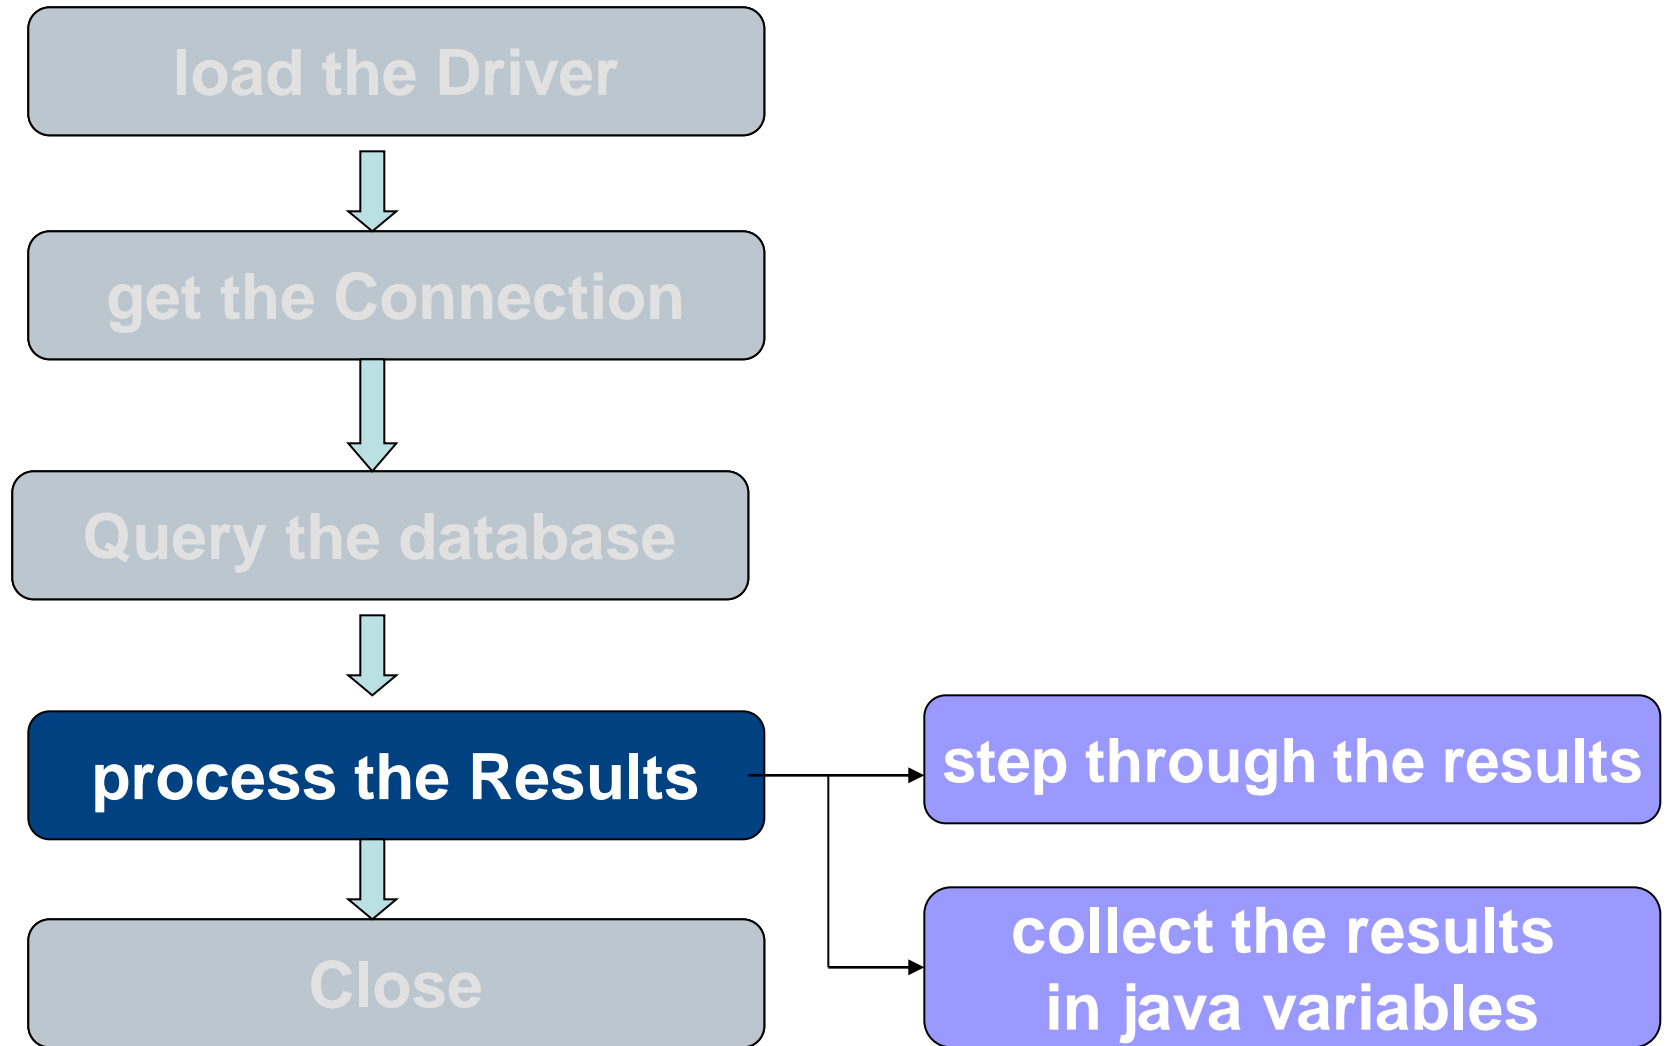 load the Driver
get the Connection
Query the database
process the Results
step through the results
collect the results
in java variables
Close